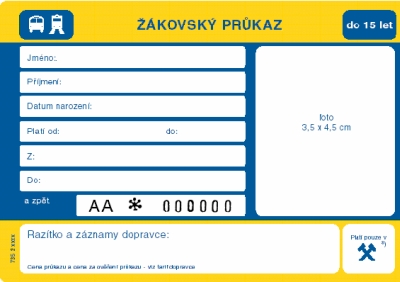 ŽÁKOVSKÝ PRŮKAZ
do 15 let
Jméno:.
Příjmení:
Datum narození:
Platí od: do:
foto
3,5 x 4,5 cm
Z:
Do:
a zpět
AA ✻ 000000
Razítko a záznamy dopravce:
Platí pouze v
*)
Cena průkazu a cena za ověření průkazu - viz tarif dopravce